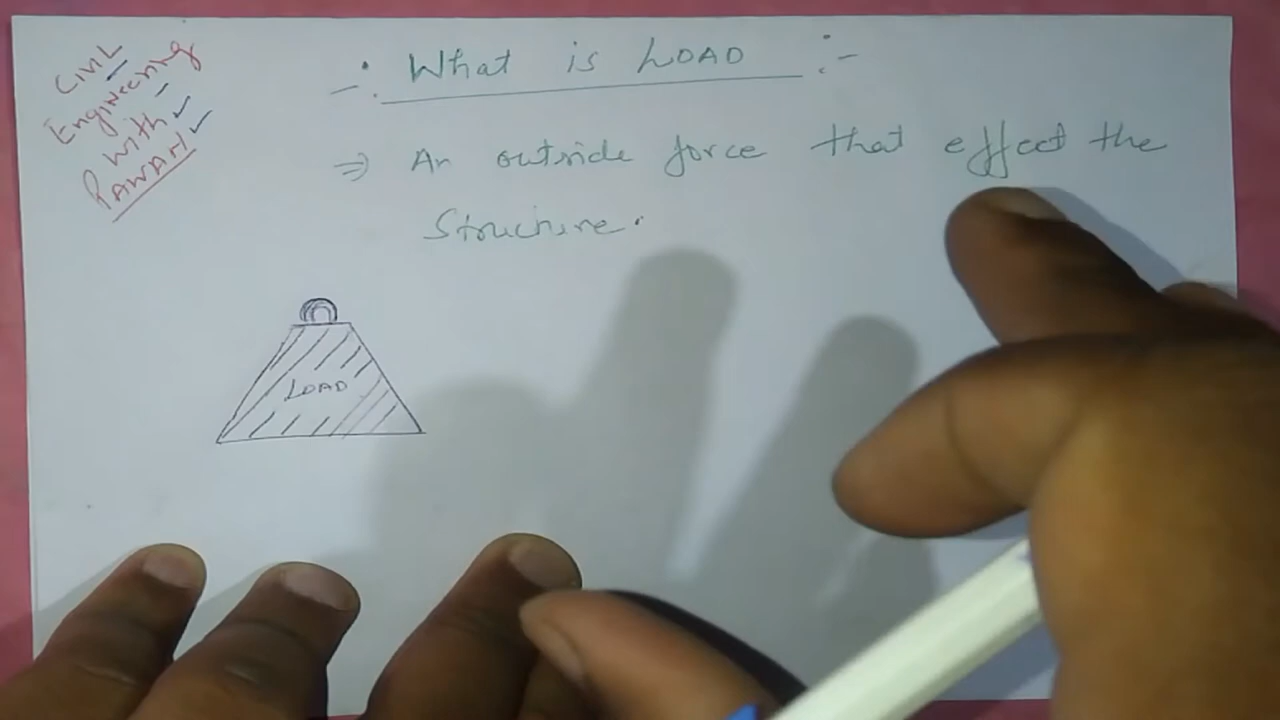 Civil
Engineering
With
PAWAN
:- What is LOAD :-
⇒ An outside force that effect the
Structure.
LOAD